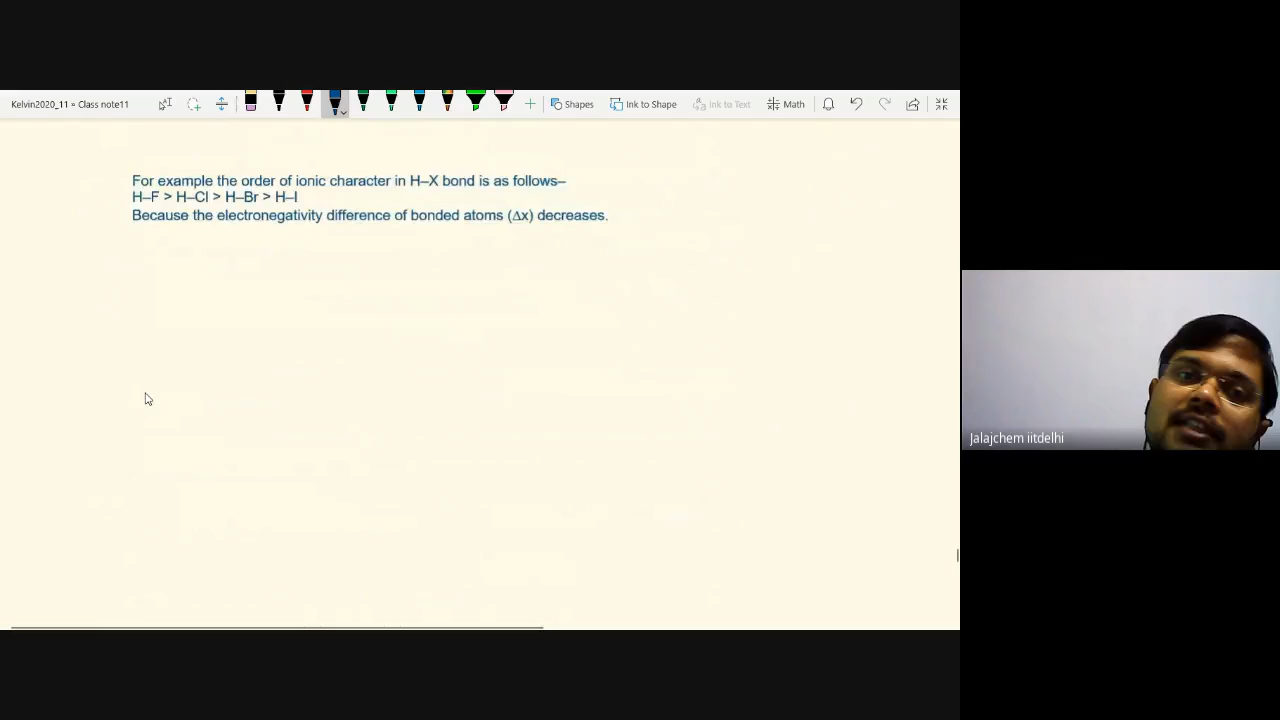 Kelvin2020_11 » Class note11
Shapes
Ink to Shape
Ink to Text
Math
For example the order of ionic character in H–X bond is as follows–
H–F > H–Cl > H–Br > H–I
Because the electronegativity difference of bonded atoms (Δx) decreases.
Jalajchem iitdelhi